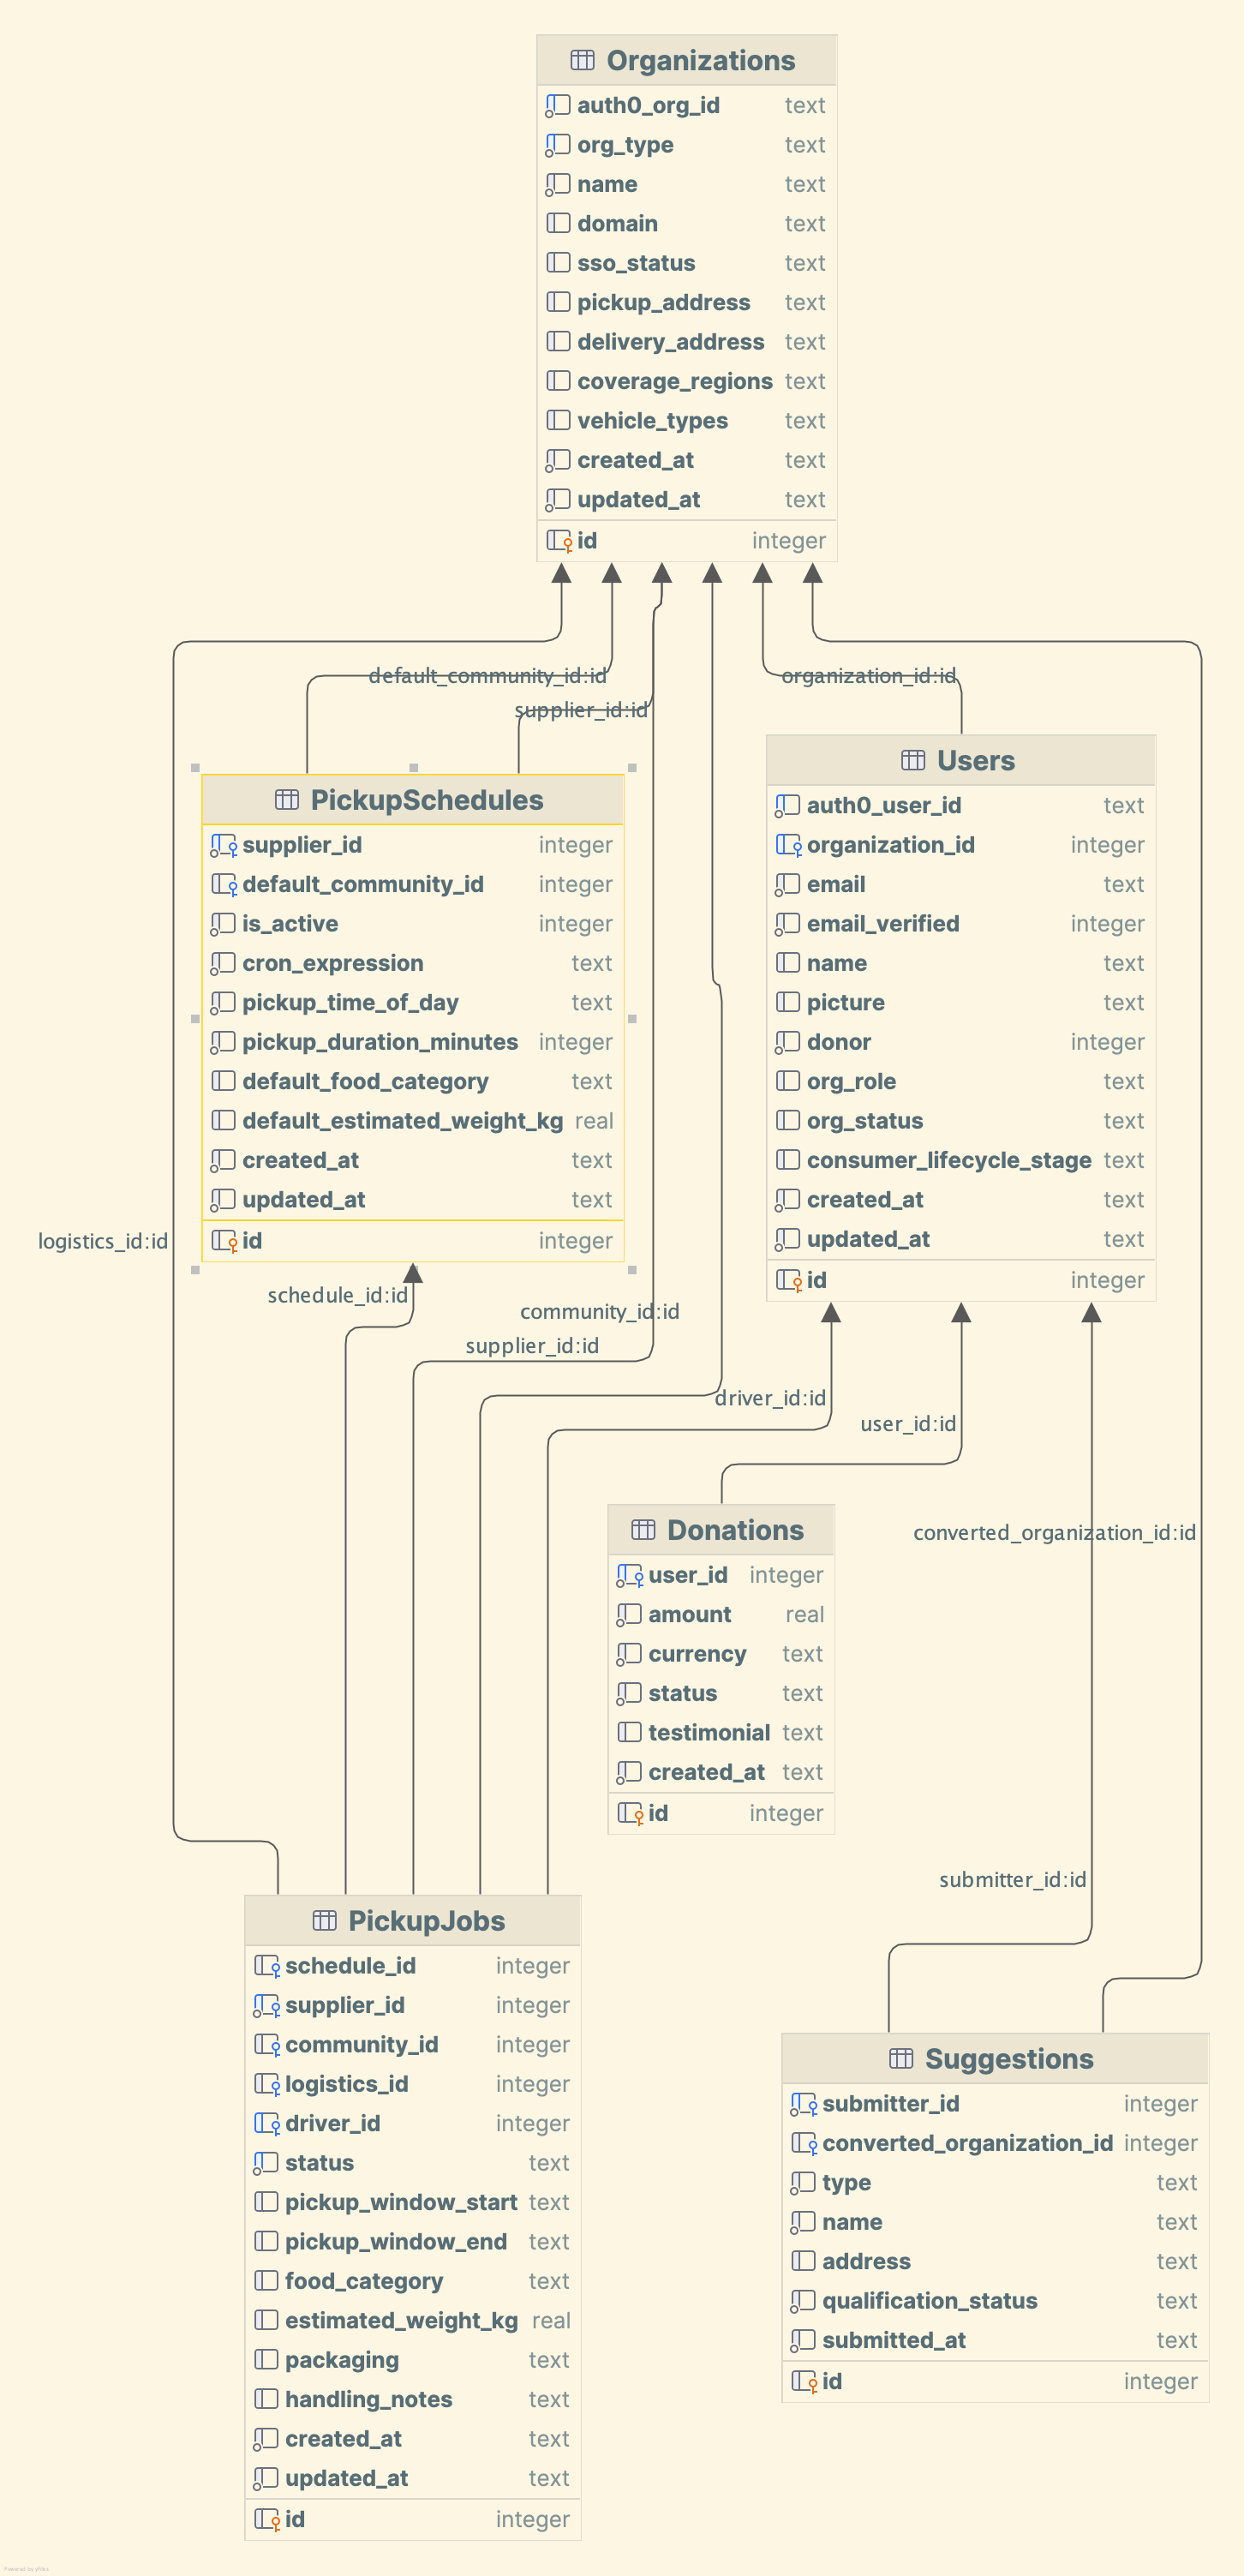 Organizations
auth0_org_id text
org_type text
name text
domain text
sso_status text
pickup_address text
delivery_address text
coverage_regions text
vehicle_types text
created_at text
updated_at text
id integer
default_community_id:id
organization_id:id
supplier_id:id
PickupSchedules
supplier_id integer
default_community_id integer
is_active integer
cron_expression text
pickup_time_of_day text
pickup_duration_minutes integer
default_food_category text
default_estimated_weight_kg real
created_at text
updated_at text
id integer
Users
auth0_user_id text
organization_id integer
email text
email_verified integer
name text
picture text
donor integer
org_role text
org_status text
consumer_lifecycle_stage text
created_at text
updated_at text
id integer
logistics_id:id
schedule_id:id
community_id:id
supplier_id:id
driver_id:id
user_id:id
Donations
user_id integer
amount real
currency text
status text
testimonial text
created_at text
id integer
converted_organization_id:id
submitter_id:id
PickupJobs
schedule_id integer
supplier_id integer
community_id integer
logistics_id integer
driver_id integer
status text
pickup_window_start text
pickup_window_end text
food_category text
estimated_weight_kg real
packaging text
handling_notes text
created_at text
updated_at text
id integer
Suggestions
submitter_id integer
converted_organization_id integer
type text
name text
address text
qualification_status text
submitted_at text
id integer
Powered by yFiles